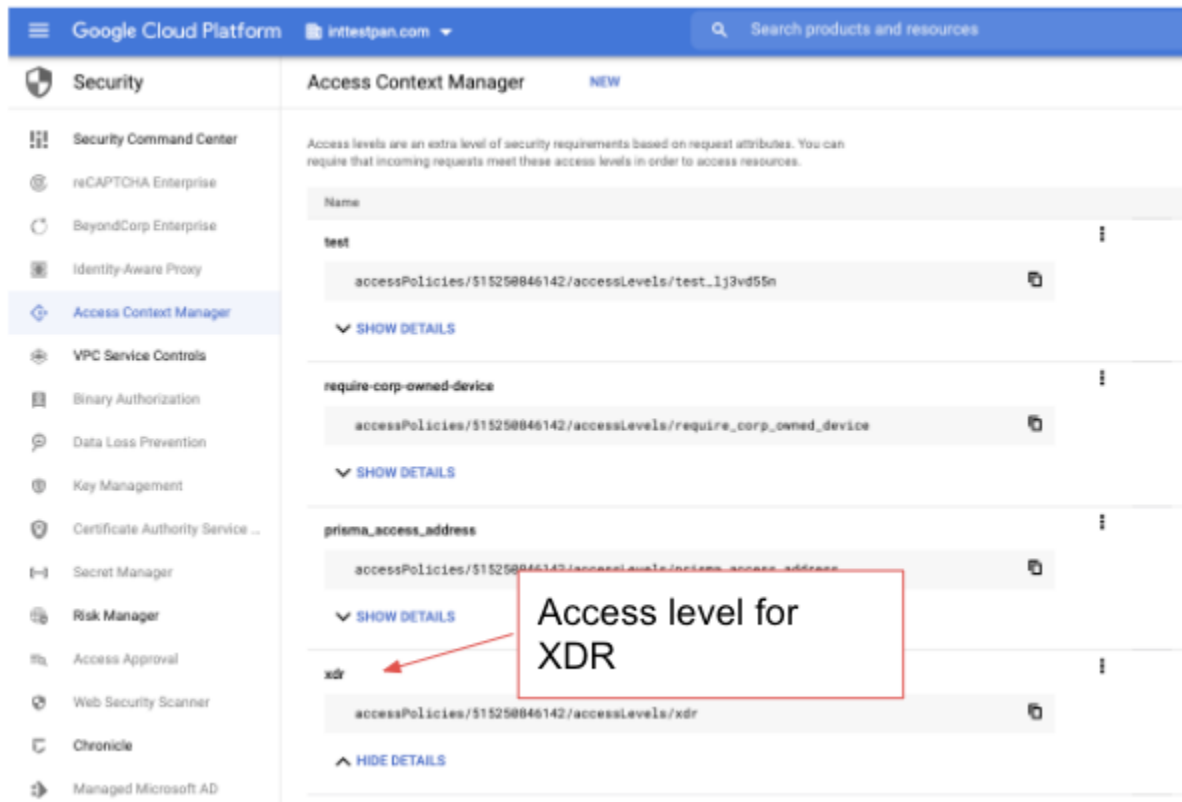 Google Cloud Platform
inttestpan.com
Search products and resources
Security
Access Context Manager
NEW
Security Command Center
reCAPTCHA Enterprise
BeyondCorp Enterprise
Identity-Aware Proxy
Access Context Manager
VPC Service Controls
Binary Authorization
Data Loss Prevention
Key Management
Certificate Authority Service ...
Secret Manager
Risk Manager
Access Approval
Web Security Scanner
Chronicle
Managed Microsoft AD
Access levels are an extra level of security requirements based on request attributes. You can
require that incoming requests meet these access levels in order to access resources.
Name
test
accessPolicies/515250846142/accessLevels/test_lj3vd55n
SHOW DETAILS
require-corp-owned-device
accessPolicies/515250846142/accessLevels/require_corp_owned_device
SHOW DETAILS
prisma_access_address
accessPolicies/515250846142/accessLevels/prisma_access_address
SHOW DETAILS
Access level for
XDR
xdr
accessPolicies/515250846142/accessLevels/xdr
HIDE DETAILS